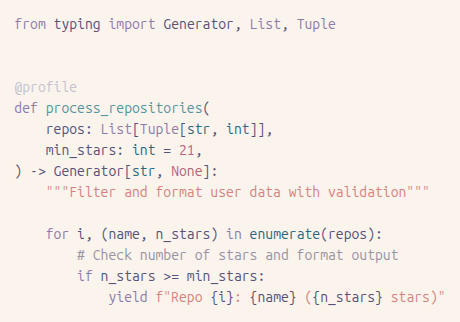 from typing import Generator, List, Tuple
@profile
def process_repositories(
    repos: List[Tuple[str, int]],
    min_stars: int = 21,
) -> Generator[str, None]:
    """Filter and format user data with validation"""
    for i, (name, n_stars) in enumerate(repos):
        # Check number of stars and format output
        if n_stars >= min_stars:
            yield f"Repo {i}: {name} ({n_stars} stars)"